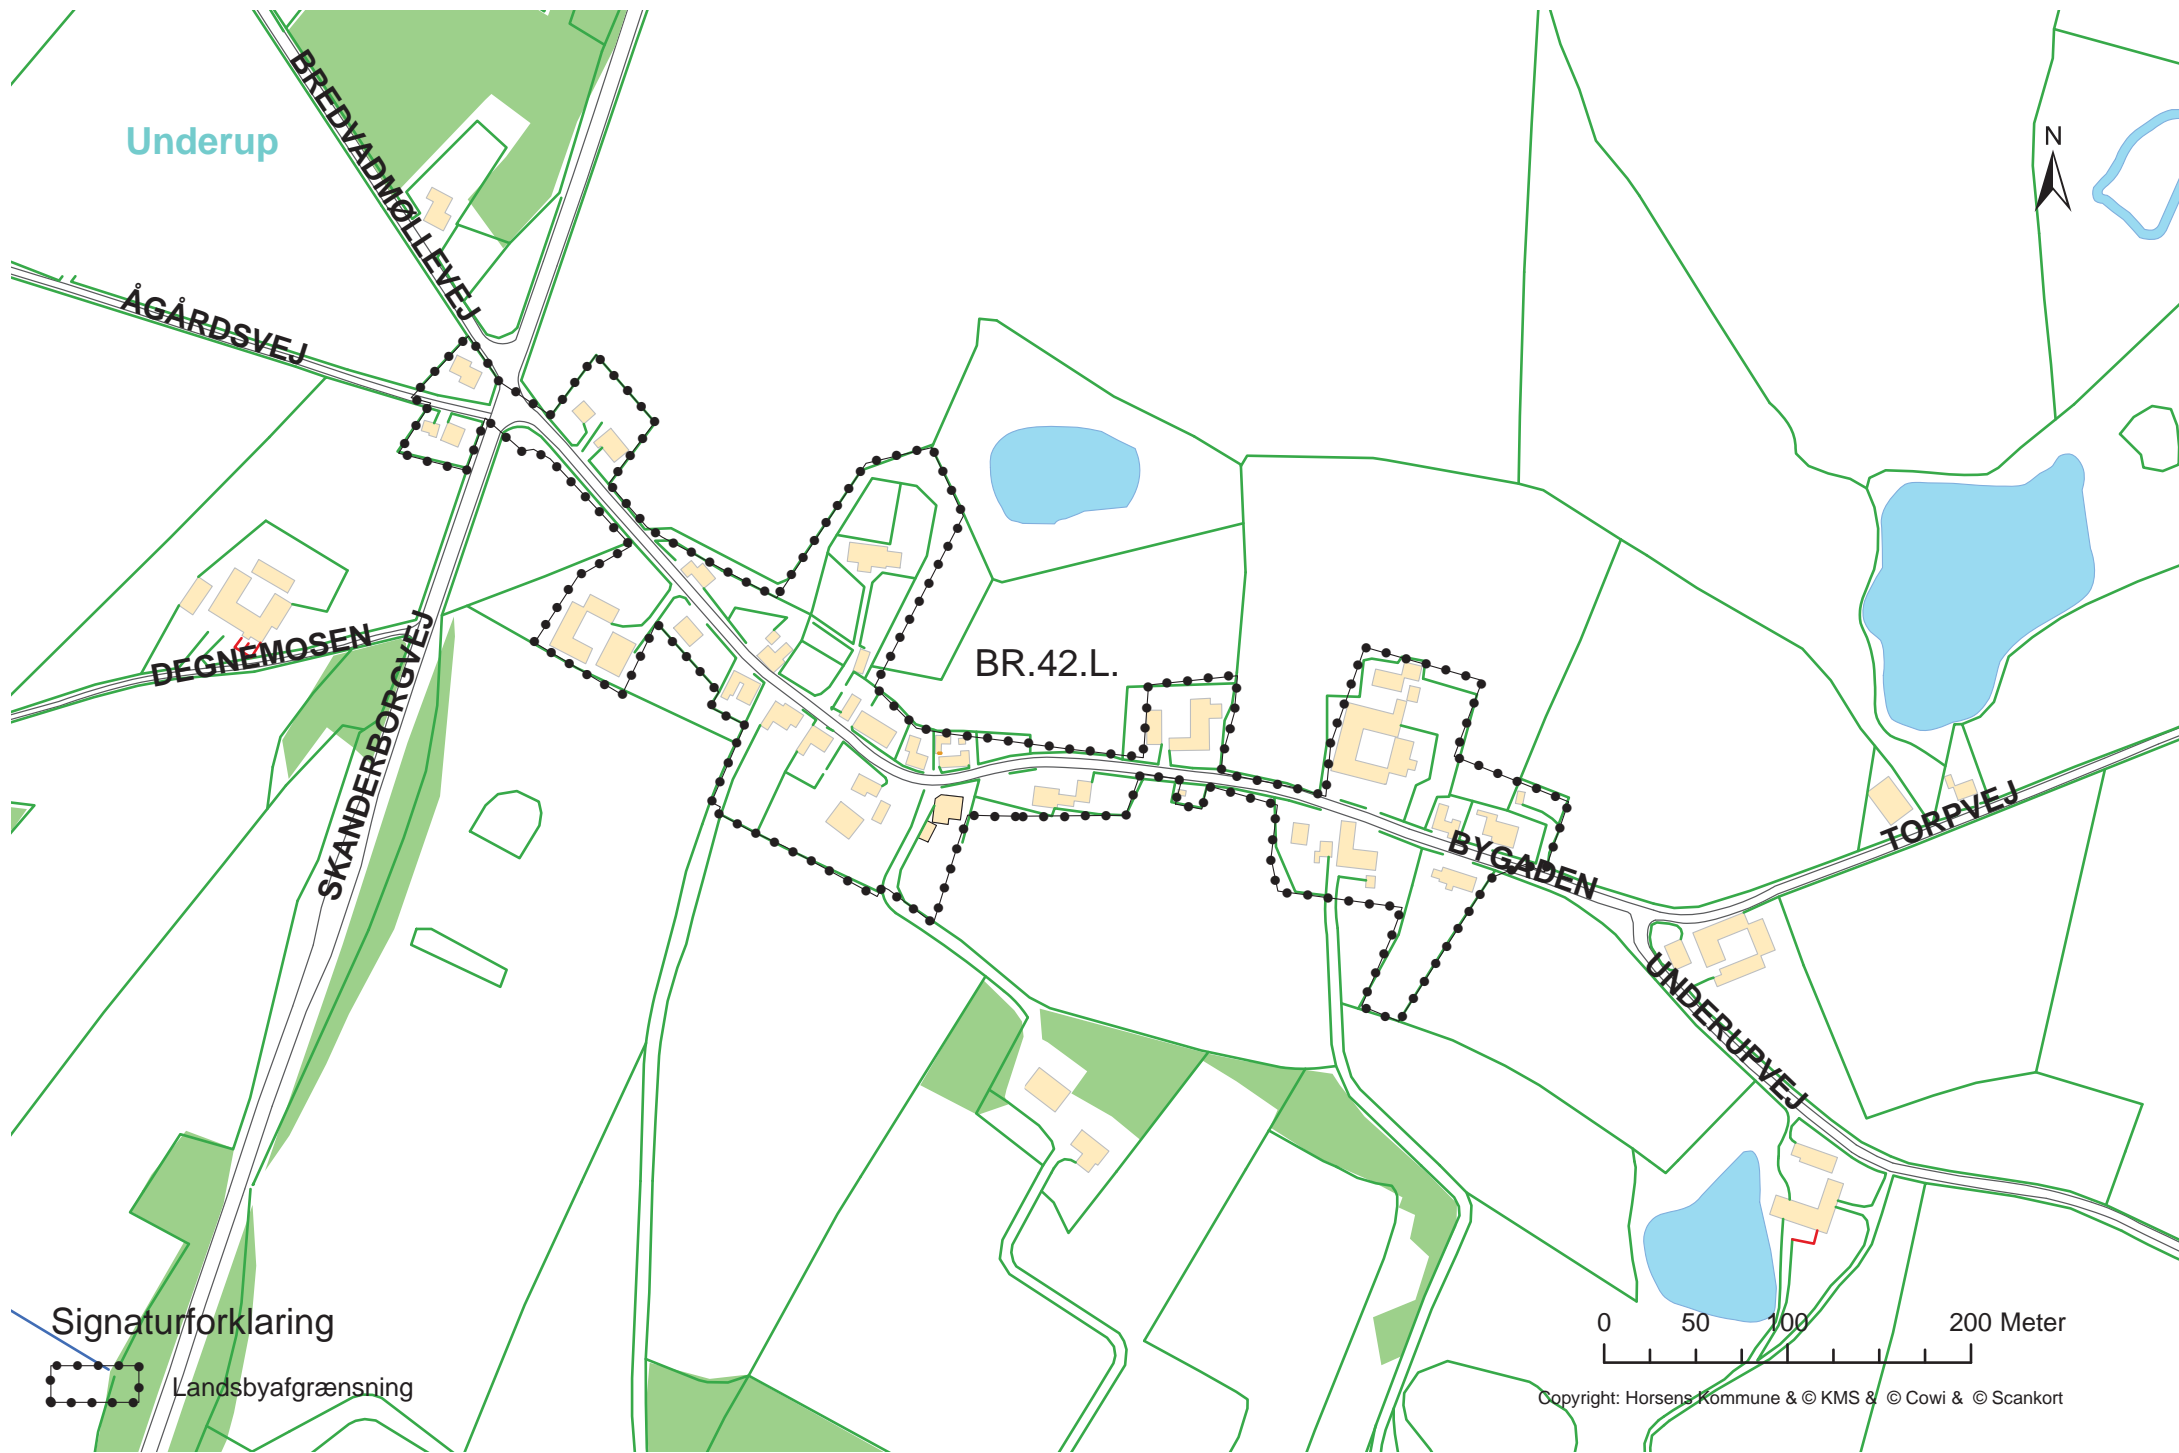 Underup
BREDVADMØLLEVEJ
N
ÅGÅRDSVEJ
DEGNEMOSEN
SKANDERBORGVEJ
BR.42.L.
BYGADEN
TORPVEJ
UNDERUPVEJ
Signaturforklaring
Landsbyafgrænsning
0 50 100 200 Meter
Copyright: Horsens Kommune & © KMS & © Cowi & © Scankort